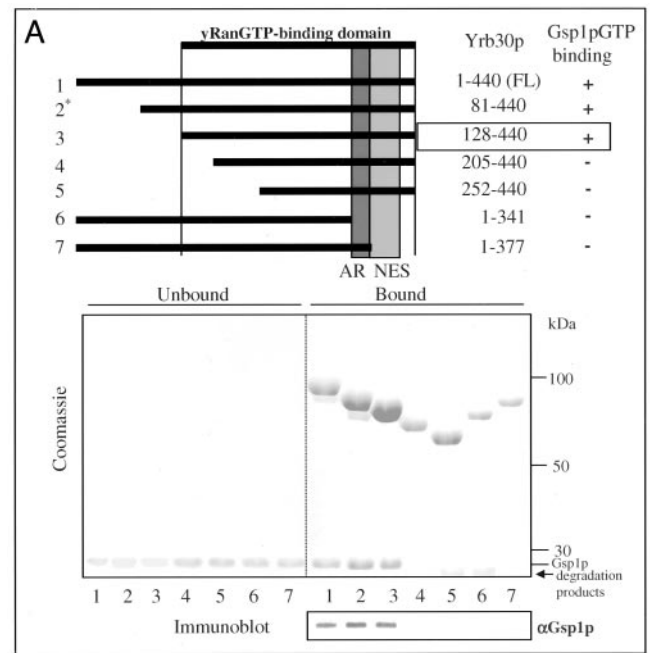 A
yRanGTP-binding domain
Yrb30p
Gsp1pGTP
binding
1 1-440 (FL) +
2* 81-440 +
3 128-440 +
4 205-440 -
5 252-440 -
6 1-341 -
7 1-377 -
AR NES
Unbound Bound
kDa
Coomassie
100
50
30
Gsp1p
degradation
products
1 2 3 4 5 6 7 1 2 3 4 5 6 7
Immunoblot αGsp1p